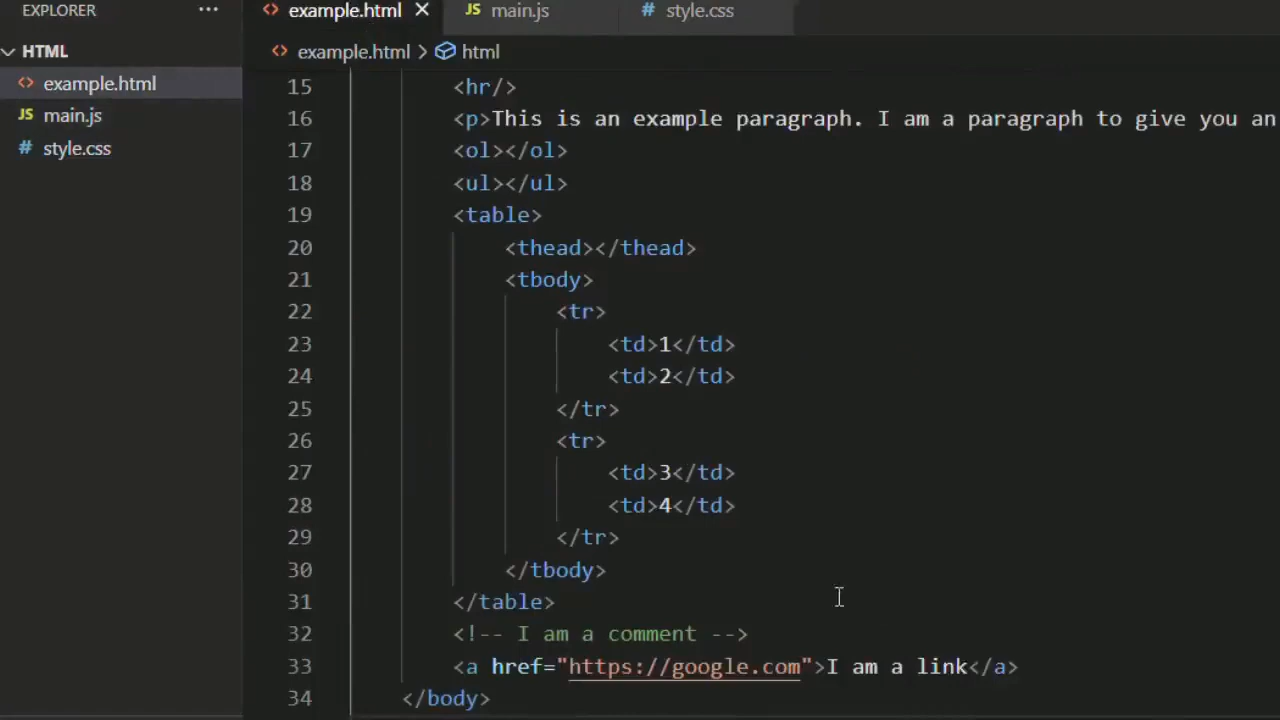 EXPLORER ···
HTML
example.html
JS main.js
# style.css
example.html × JS main.js # style.css
example.html > html
15 <hr/>
16 <p>This is an example paragraph. I am a paragraph to give you an
17 <ol></ol>
18 <ul></ul>
19 <table>
20 <thead></thead>
21 <tbody>
22 <tr>
23 <td>1</td>
24 <td>2</td>
25 </tr>
26 <tr>
27 <td>3</td>
28 <td>4</td>
29 </tr>
30 </tbody>
31 </table>
32 <!-- I am a comment -->
33 <a href="https://google.com">I am a link</a>
34 </body>